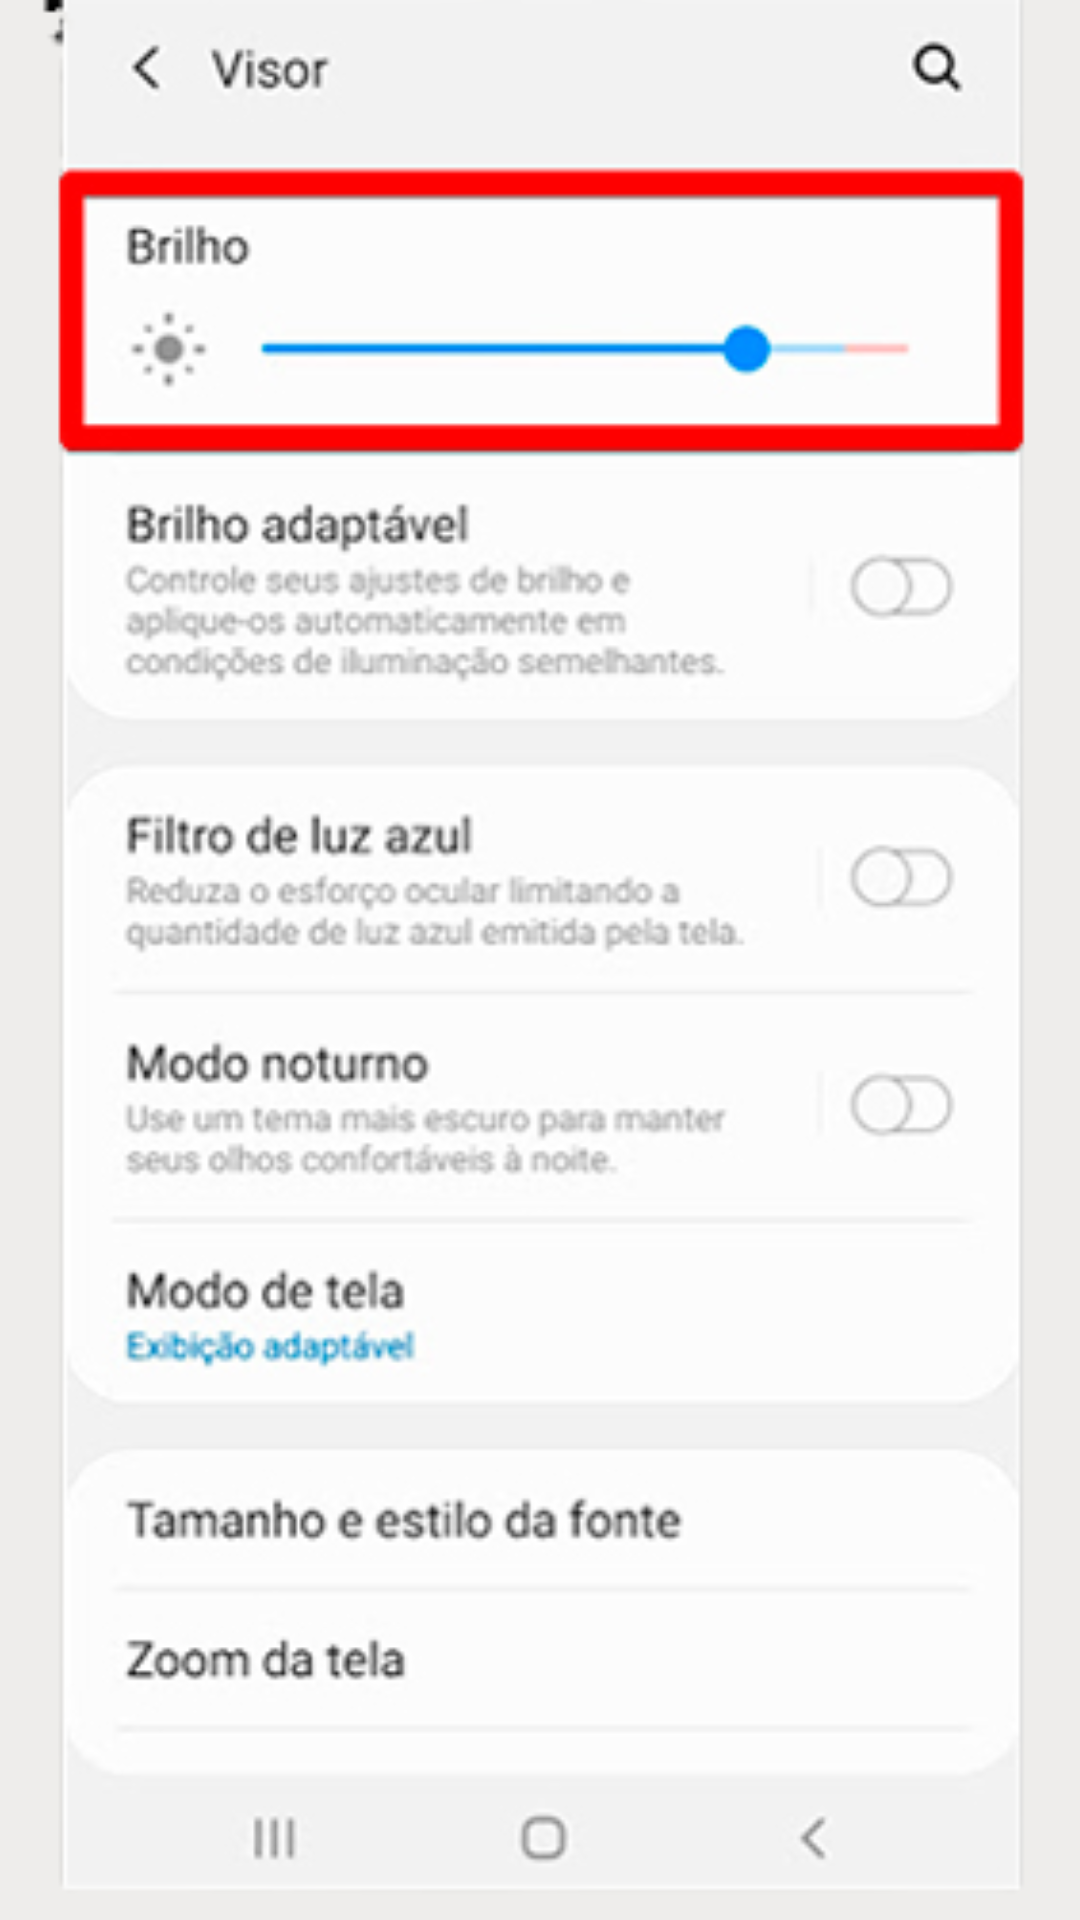 Visor
Brilho
Brilho adaptável
Controle seus ajustes de brilho e
aplique-os automaticamente em
condições de iluminação semelhantes.
Filtro de luz azul
Reduza o esforço ocular limitando a
quantidade de luz azul emitida pela tela.
Modo noturno
Use um tema mais escuro para manter
seus olhos confortáveis à noite.
Modo de tela
Exibição adaptável
Tamanho e estilo da fonte
Zoom da tela